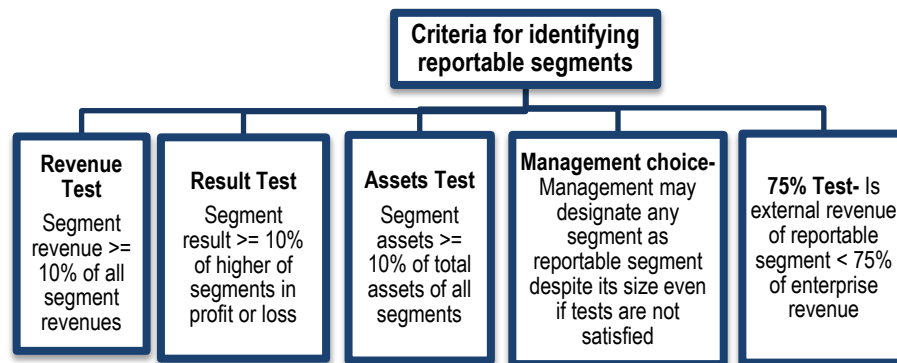 Criteria for identifying
reportable segments
Revenue
Test
Segment
revenue >=
10% of all
segment
revenues
Result Test
Segment
result >= 10%
of higher of
segments in
profit or loss
Assets Test
Segment
assets >=
10% of total
assets of all
segments
Management choice-
Management may
designate any
segment as
reportable segment
despite its size even
if tests are not
satisfied
75% Test- Is
external revenue
of reportable
segment < 75%
of enterprise
revenue